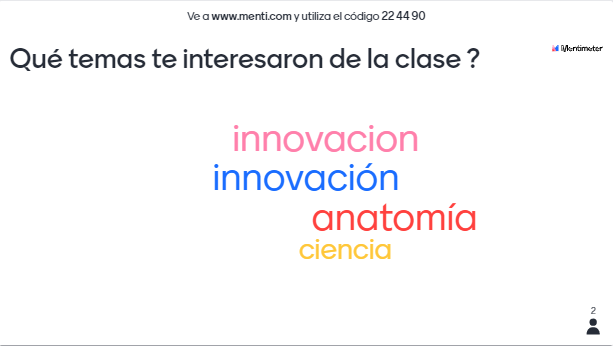 Ve a www.menti.com y utiliza el código 22 44 90
Qué temas te interesaron de la clase ?
Mentimeter
innovacion
innovación
anatomía
ciencia
2